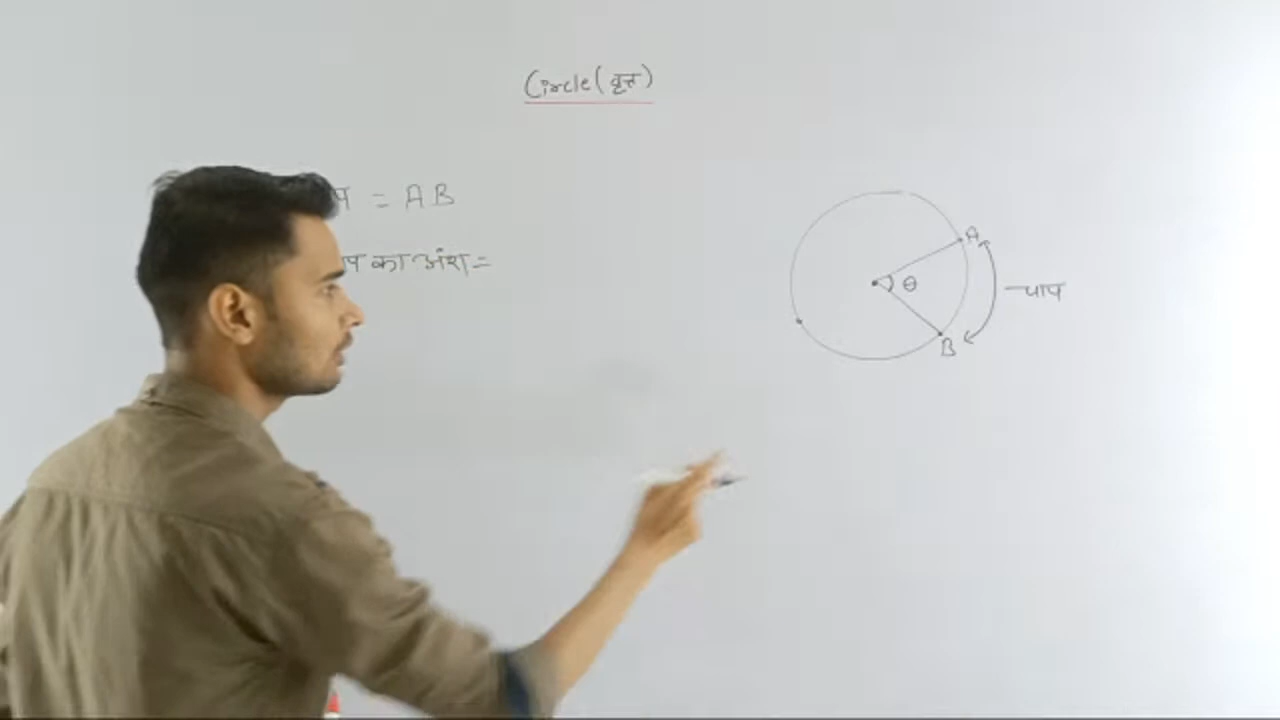 Circle (वृत्त)
= AB
का अंश =
A
θ
चाप
B